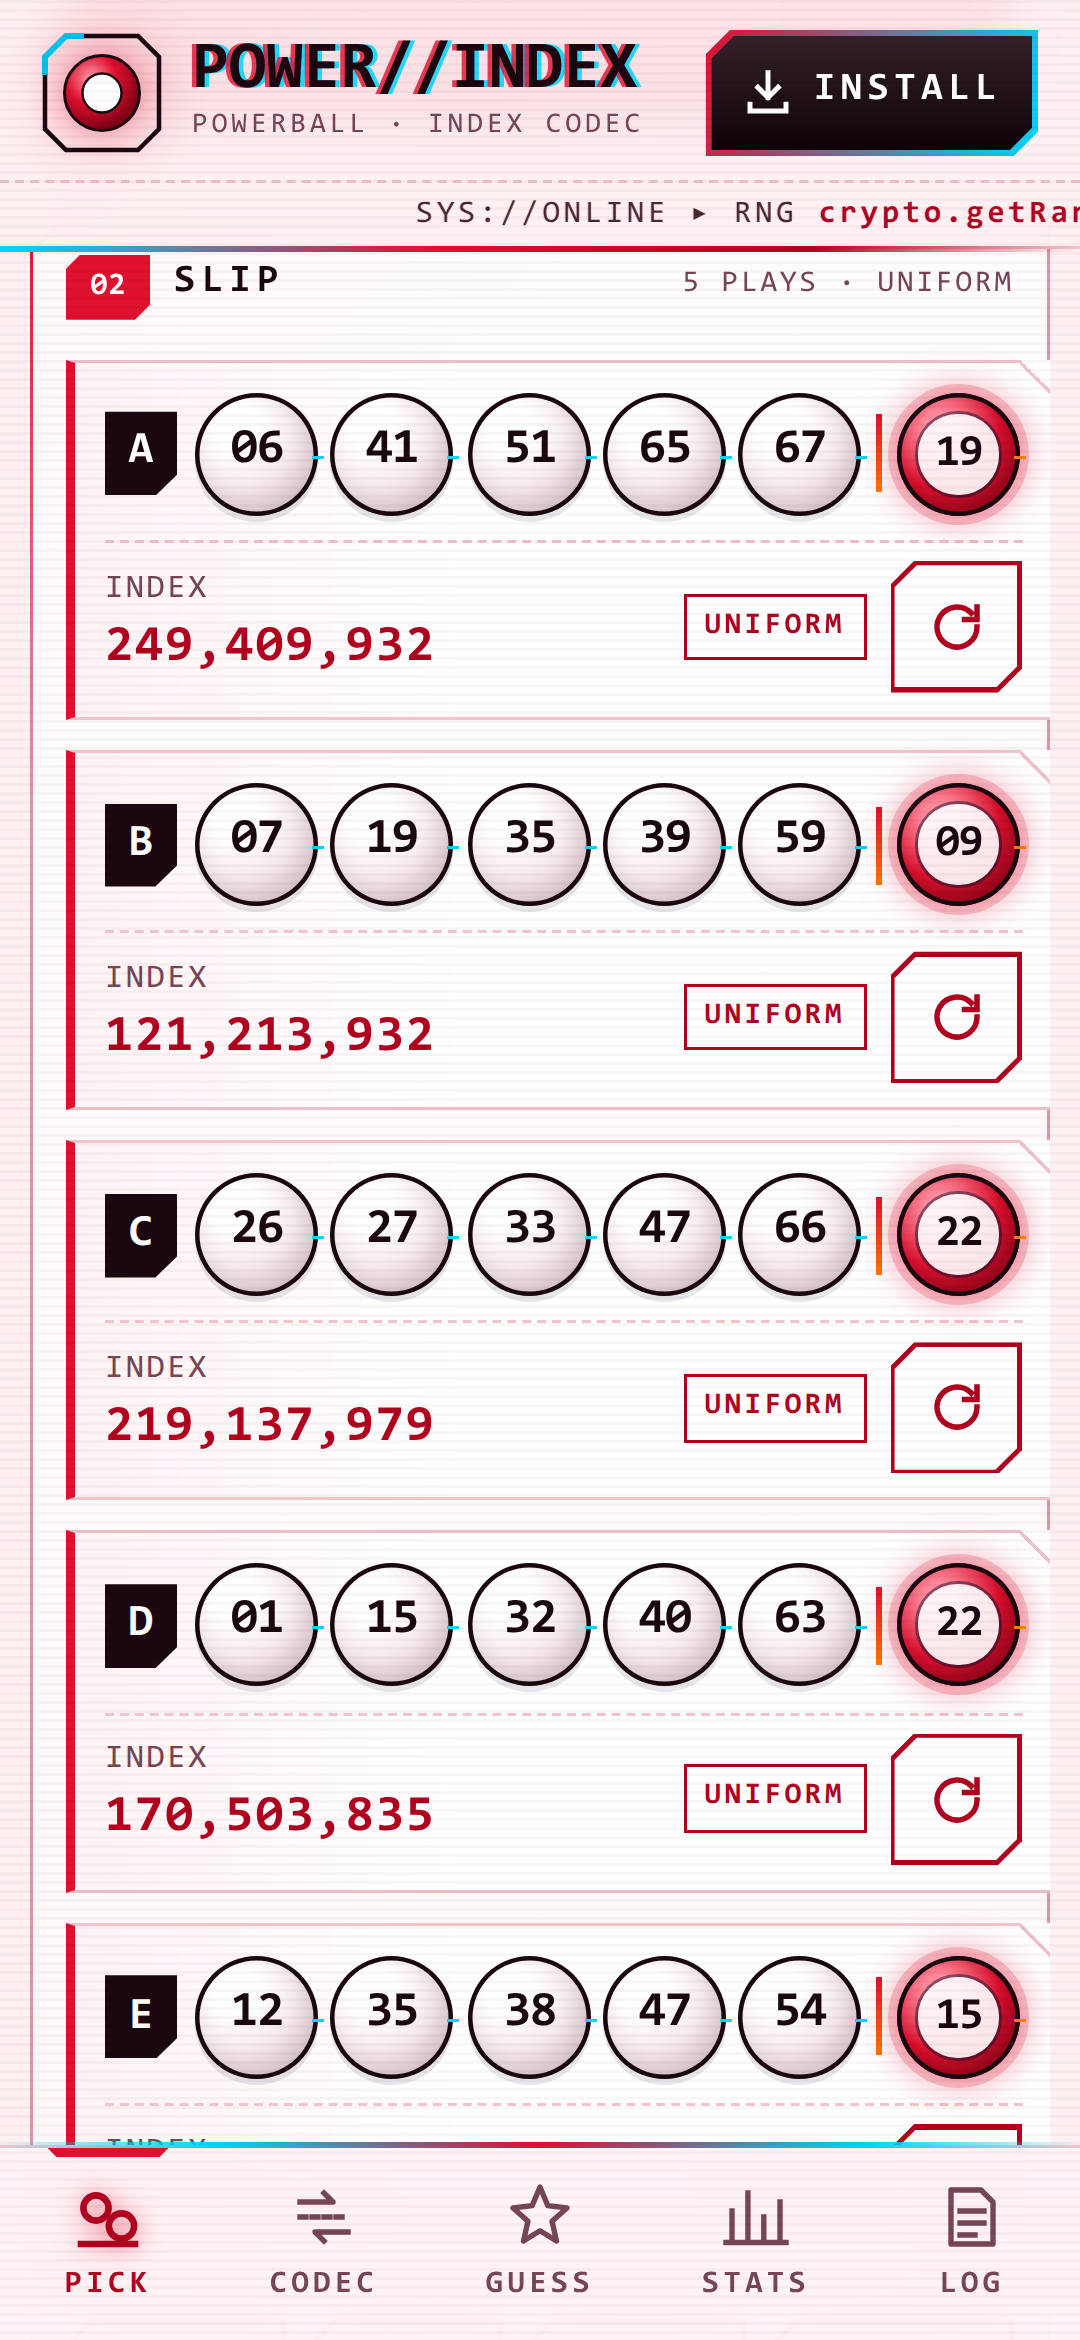 POWER//INDEX
POWERBALL · INDEX CODEC
INSTALL
SYS://ONLINE ▸ RNG crypto.getRar
02 SLIP 5 PLAYS · UNIFORM
A 06 41 51 65 67 19
INDEX
249,409,932 UNIFORM
B 07 19 35 39 59 09
INDEX
121,213,932 UNIFORM
C 26 27 33 47 66 22
INDEX
219,137,979 UNIFORM
D 01 15 32 40 63 22
INDEX
170,503,835 UNIFORM
E 12 35 38 47 54 15
INDEX
PICK CODEC GUESS STATS LOG